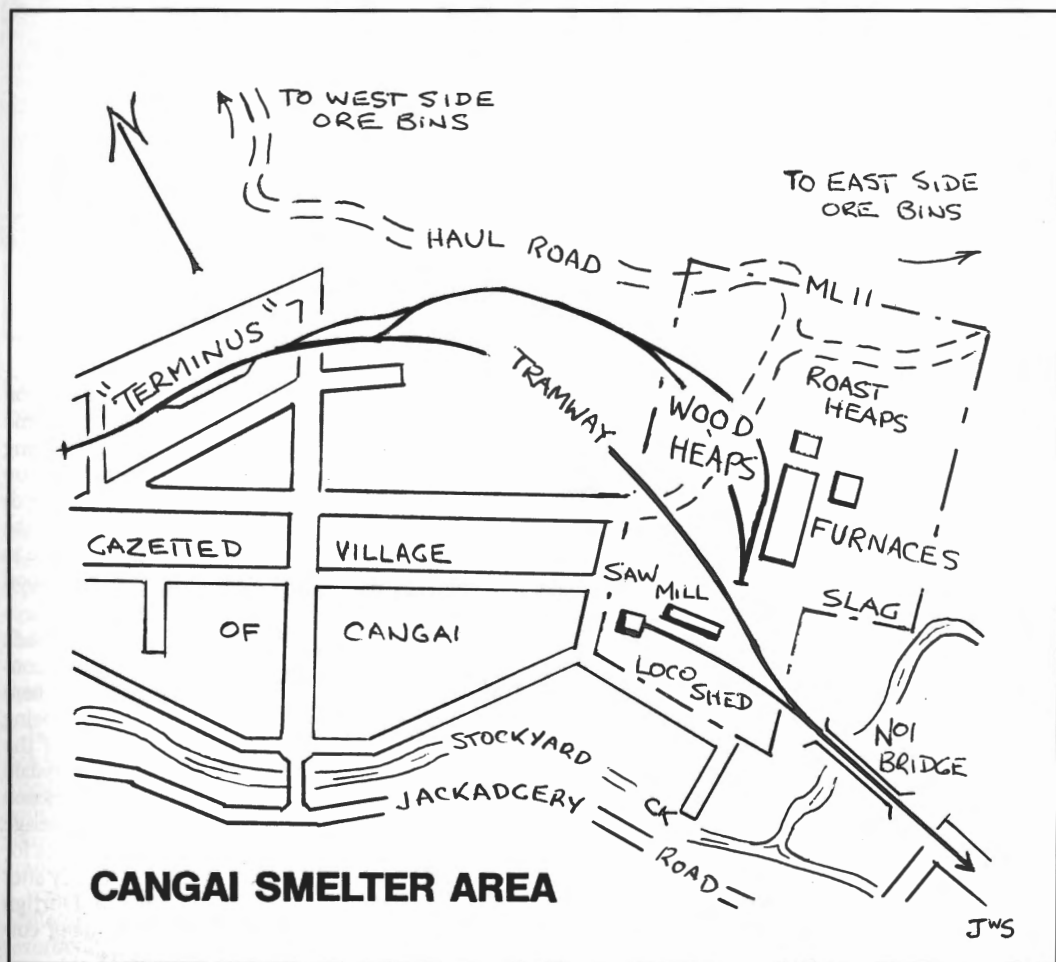 N
TO WEST SIDE
ORE BINS
TO EAST SIDE
ORE BINS
HAUL ROAD
ML 11
"TERMINUS"
TRAMWAY
WOOD
HEAPS
ROAST
HEAPS
FURNACES
GAZETTED VILLAGE
OF CANGAI
SAW MILL
SLAG
LOCO SHED
NO1
BRIDGE
STOCKYARD CK
JACKADGERY ROAD
CANGAI SMELTER AREA
JWS